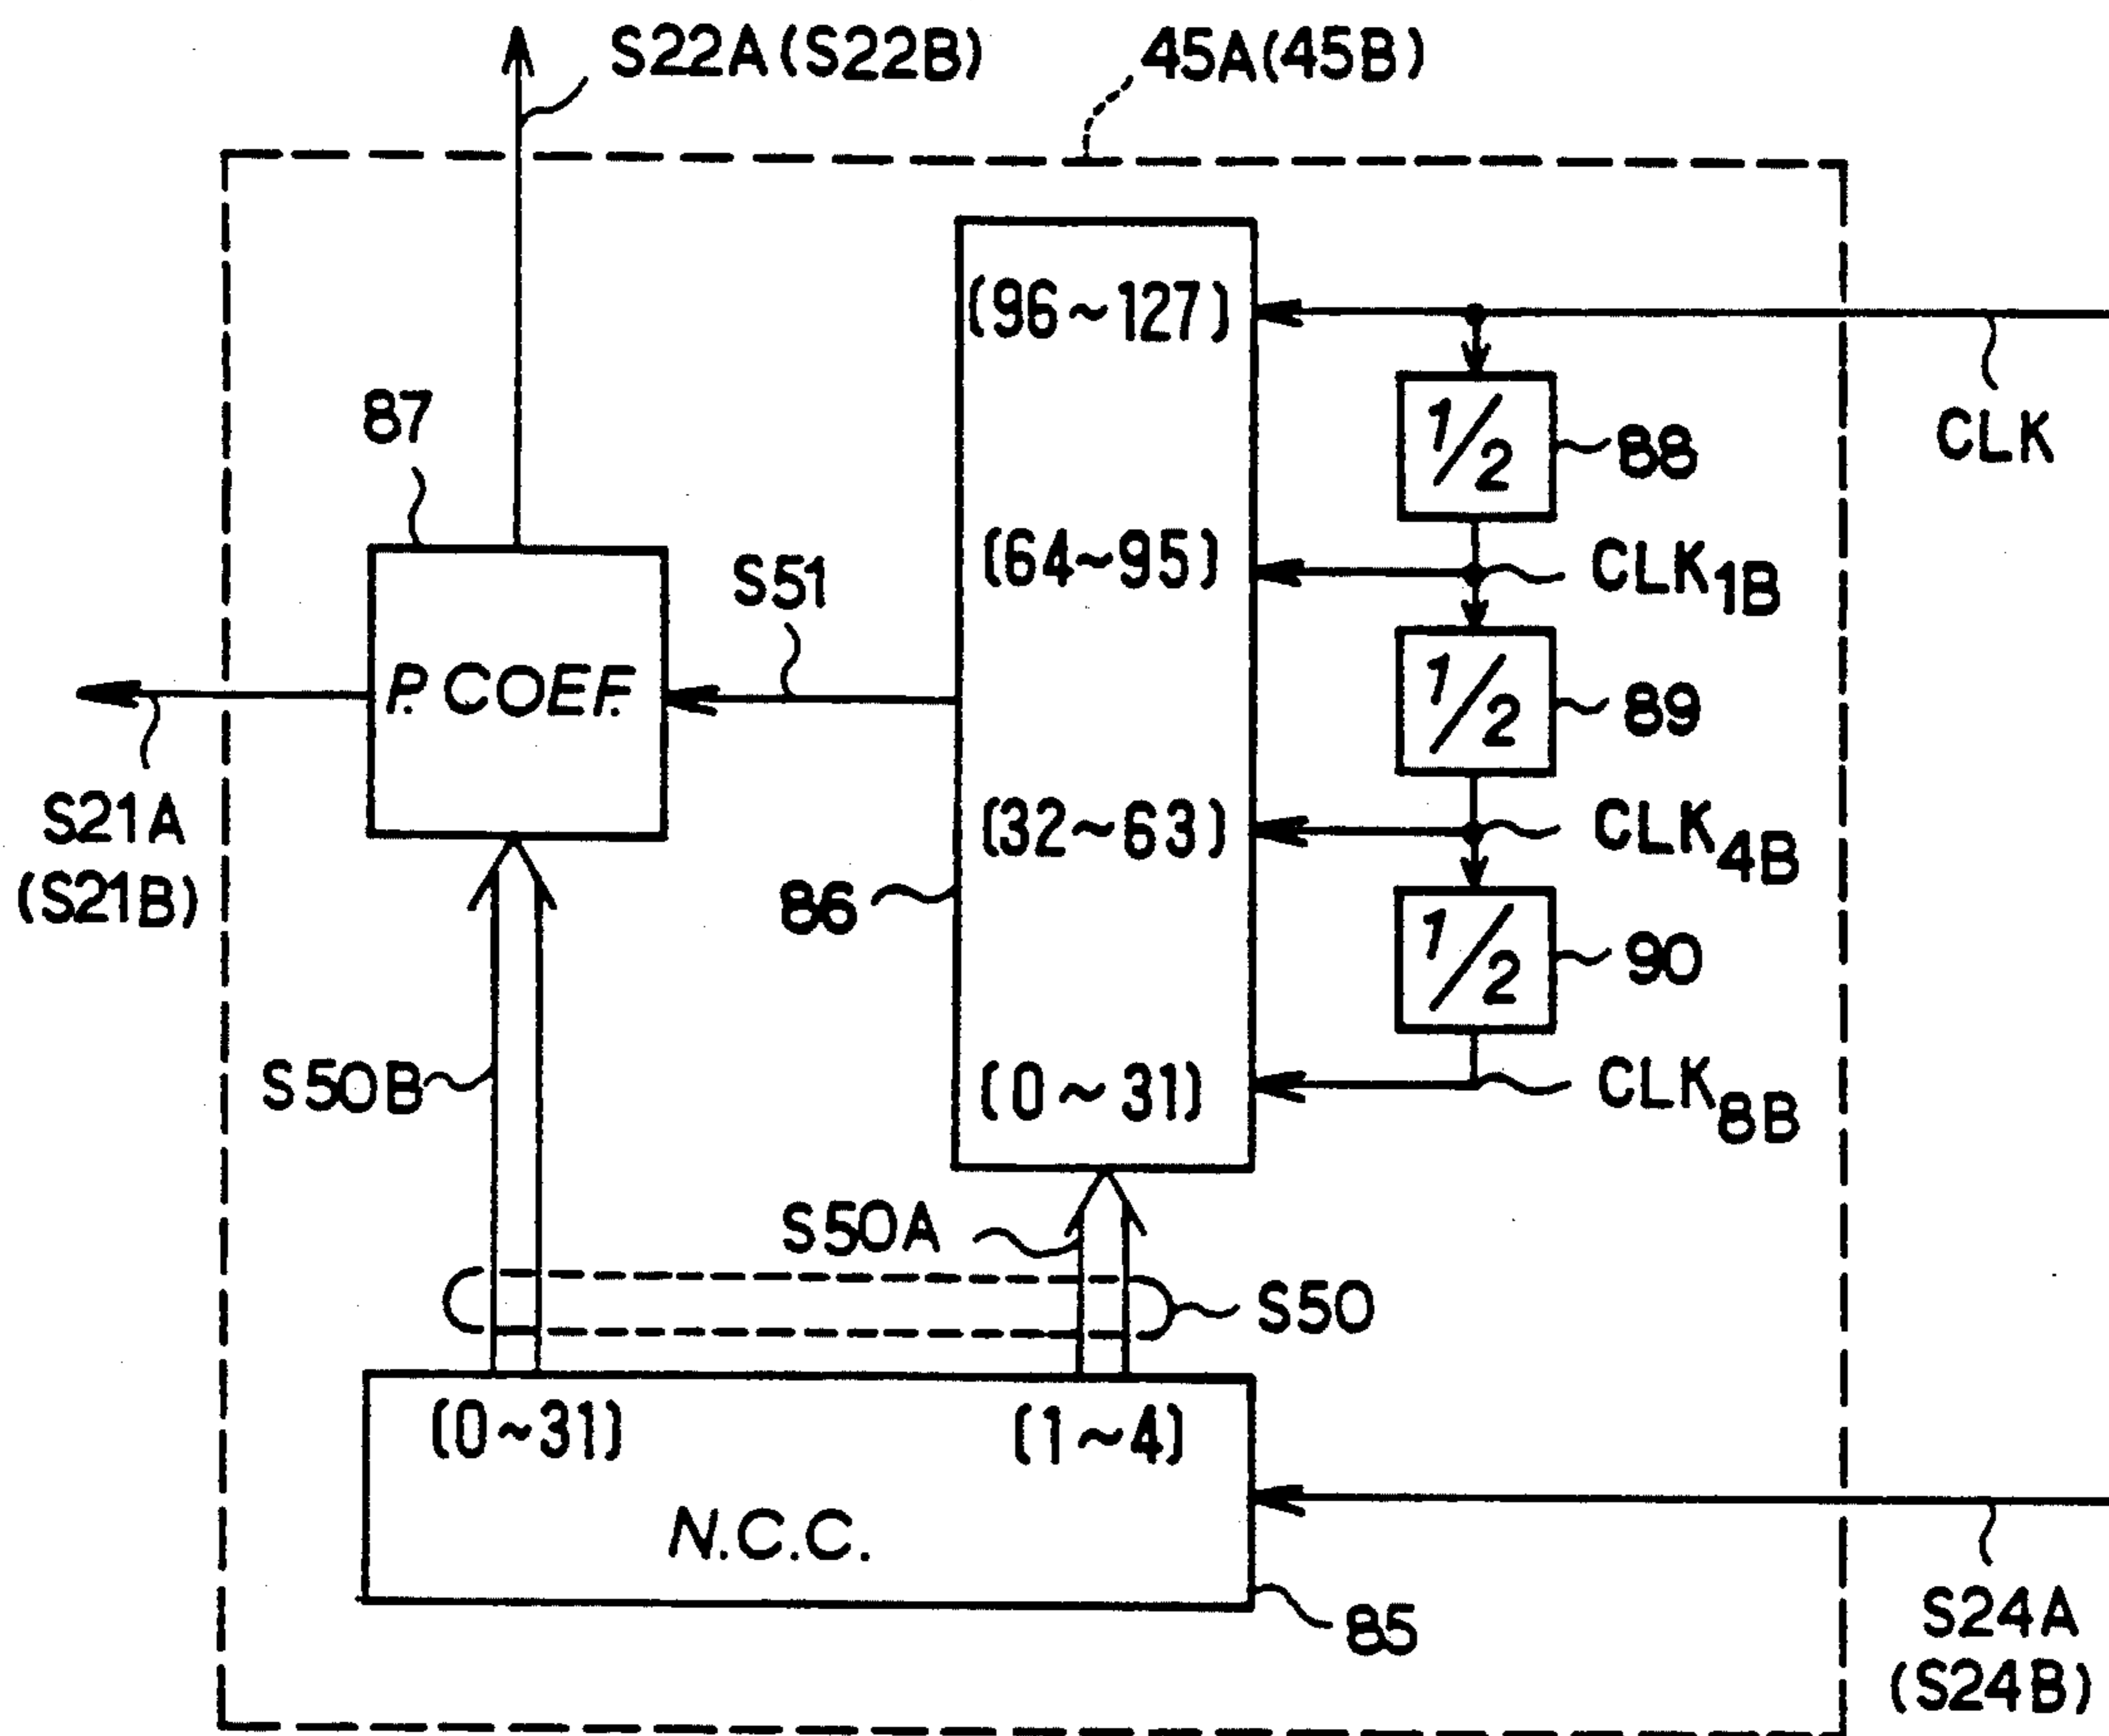 S22A(S22B)
45A(45B)
(96~127)
CLK
1/2
88
87
(64~95)
CLK1B
S51
P.COEF.
1/2
89
S21A
(S21B)
(32~63)
CLK4B
86
1/2
90
S50B
(0~31)
CLK8B
S50A
S50
(0~31)
(1~4)
N.C.C.
85
S24A
(S24B)